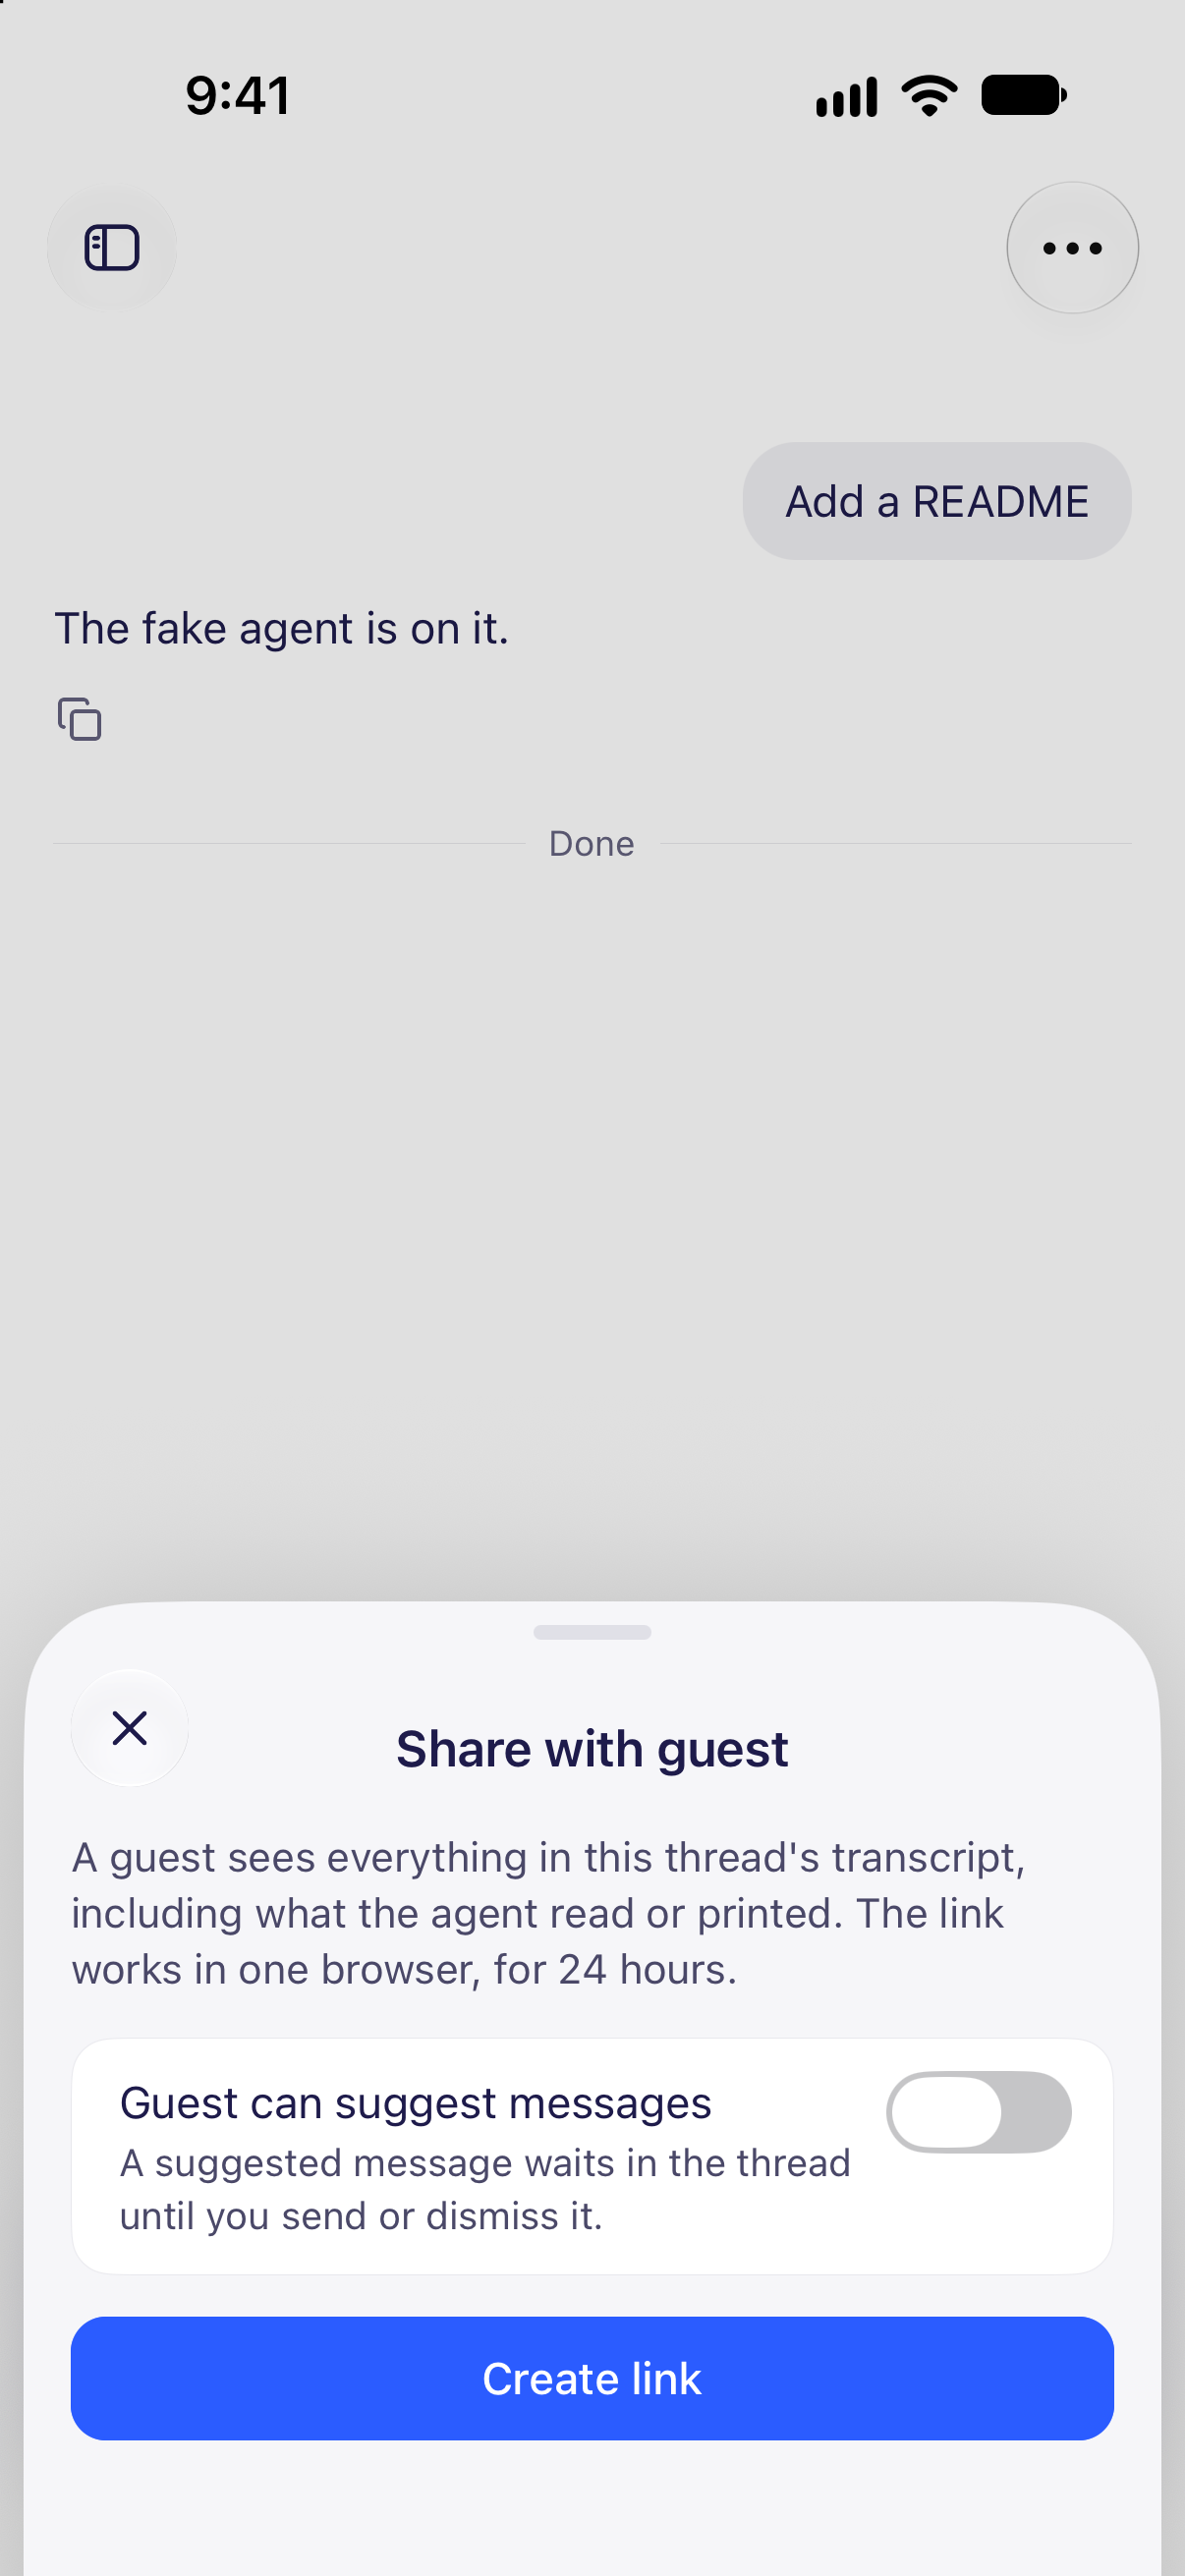 9:41
Add a README
The fake agent is on it.
Done
Share with guest
A guest sees everything in this thread's transcript,
including what the agent read or printed. The link
works in one browser, for 24 hours.
Guest can suggest messages
A suggested message waits in the thread
until you send or dismiss it.
Create link